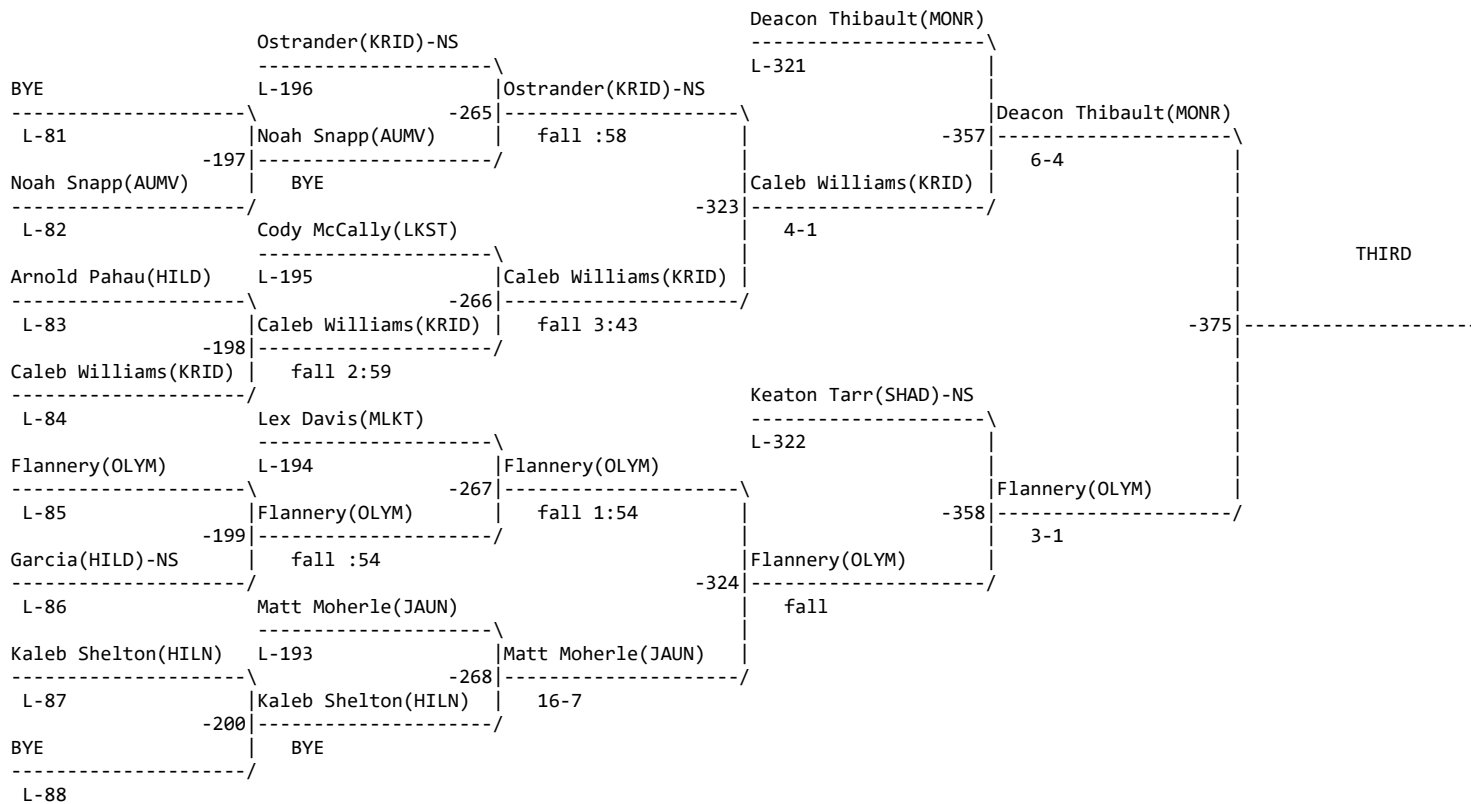 Deacon Thibault(MONR)
Ostrander(KRID)-NS ---------------------\
---------------------\ L-321 |
BYE L-196 |Ostrander(KRID)-NS |
---------------------\ -265|---------------------\ |Deacon Thibault(MONR)
L-81 |Noah Snapp(AUMV) | fall :58 | -357|---------------------\
-197|---------------------/ | | 6-4 |
Noah Snapp(AUMV) | BYE |Caleb Williams(KRID) | |
---------------------/ -323|---------------------/ |
L-82 Cody McCally(LKST) | 4-1 |
---------------------\ | | THIRD
Arnold Pahau(HILD) L-195 |Caleb Williams(KRID) | |
---------------------\ -266|---------------------/ |
L-83 |Caleb Williams(KRID) | fall 3:43 -375|---------------------
-198|---------------------/ |
Caleb Williams(KRID) | fall 2:59 |
---------------------/ Keaton Tarr(SHAD)-NS |
L-84 Lex Davis(MLKT) ---------------------\ |
---------------------\ L-322 | |
Flannery(OLYM) L-194 |Flannery(OLYM) | |
---------------------\ -267|---------------------\ |Flannery(OLYM) |
L-85 |Flannery(OLYM) | fall 1:54 | -358|---------------------/
-199|---------------------/ | | 3-1
Garcia(HILD)-NS | fall :54 |Flannery(OLYM) |
---------------------/ -324|---------------------/
L-86 Matt Moherle(JAUN) | fall
---------------------\ |
Kaleb Shelton(HILN) L-193 |Matt Moherle(JAUN) |
---------------------\ -268|---------------------/
L-87 |Kaleb Shelton(HILN) | 16-7
-200|---------------------/
BYE | BYE
---------------------/
L-88